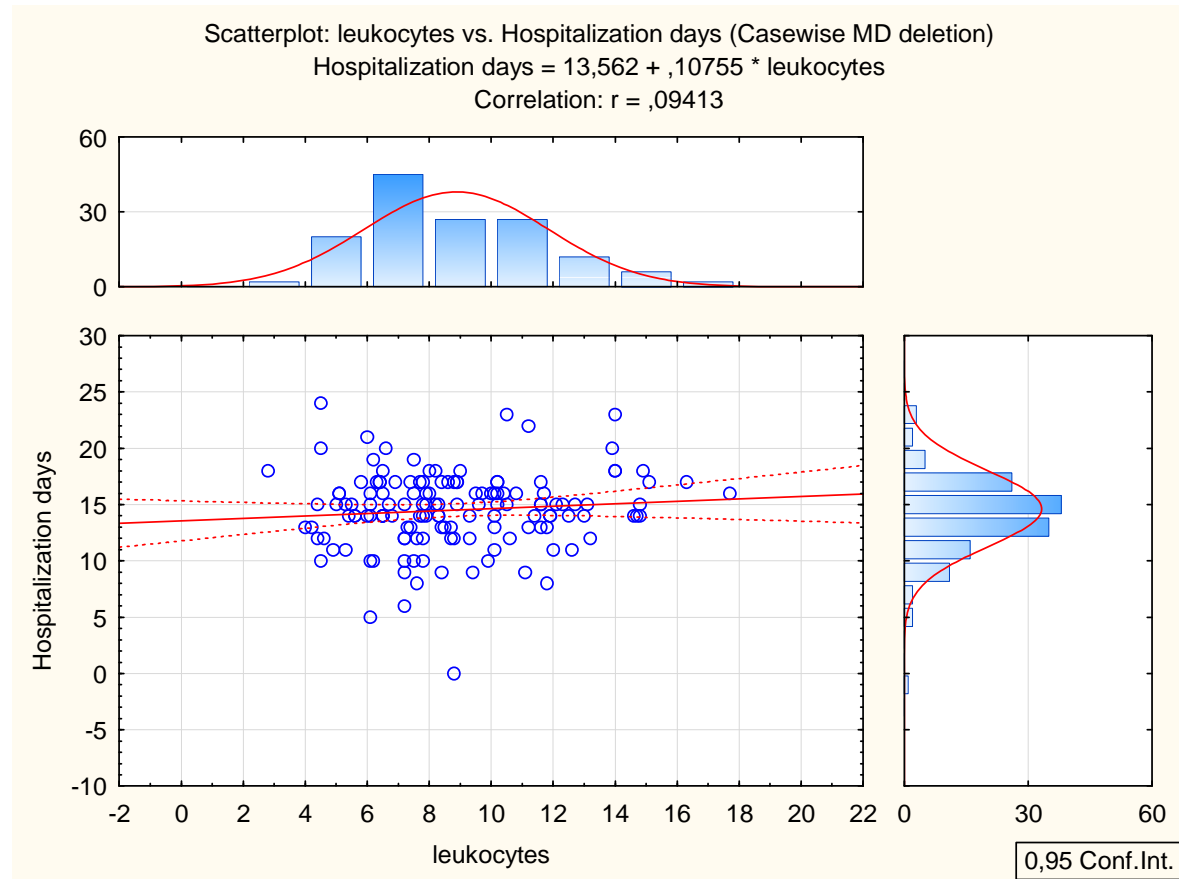 Scatterplot: leukocytes vs. Hospitalization days (Casewise MD deletion)
Hospitalization days = 13,562 + ,10755 * leukocytes
Correlation: r = ,09413
60
30
0
30
25
20
15
10
5
0
-5
-10
Hospitalization days
-2 0 2 4 6 8 10 12 14 16 18 20 22
leukocytes
0 30 60
0,95 Conf.Int.